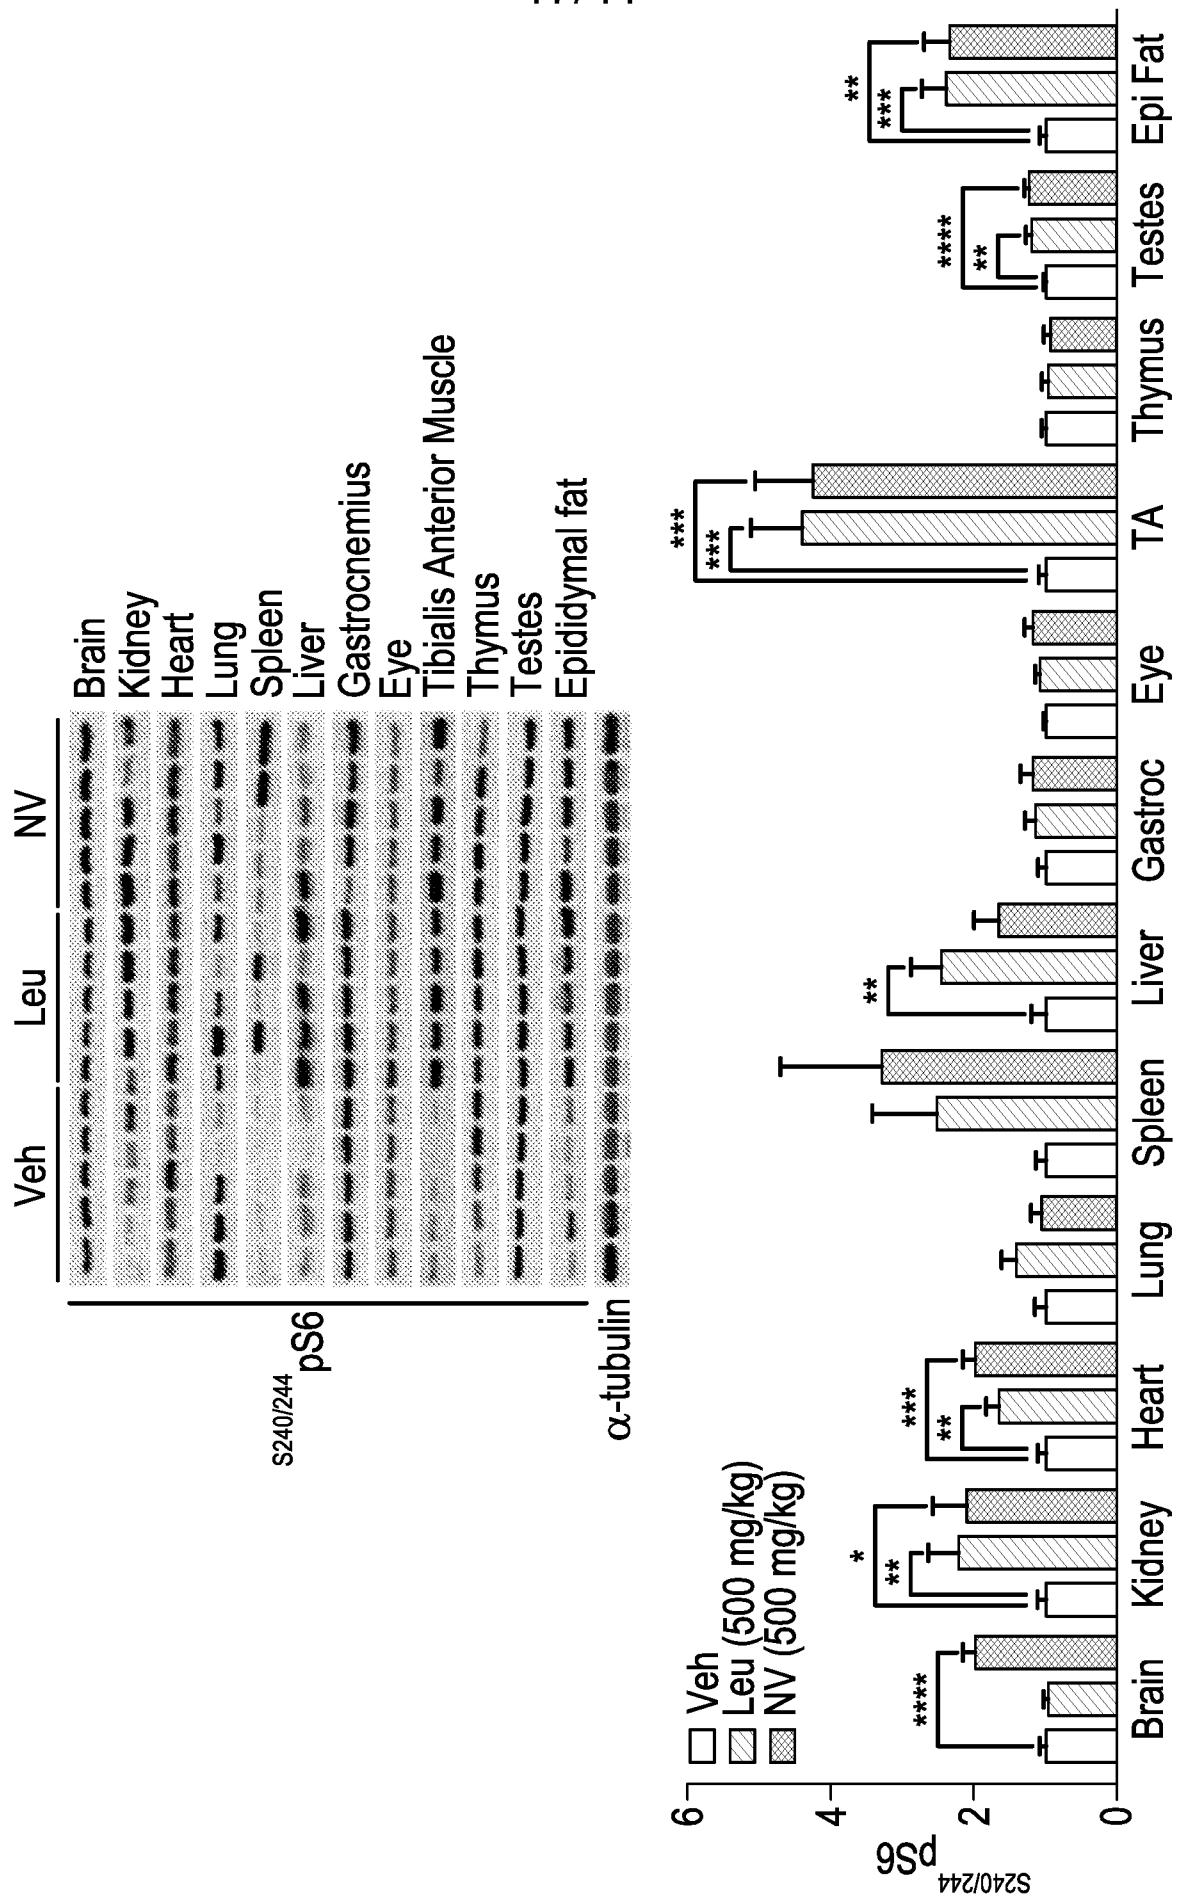 Veh
Leu
NV
Brain
Kidney
Heart
Lung
Spleen
Liver
Gastrocnemius
Eye
Tibialis Anterior Muscle
Thymus
Testes
Epididymal fat
S240/244
pS6
α-tubulin
Veh
Leu (500 mg/kg)
NV (500 mg/kg)
S240/244
pS6
6
4
2
0
****
*
**
***
**
**
***
***
****
**
**
***
Brain
Kidney
Heart
Lung
Spleen
Liver
Gastroc
Eye
TA
Thymus
Testes
Epi Fat